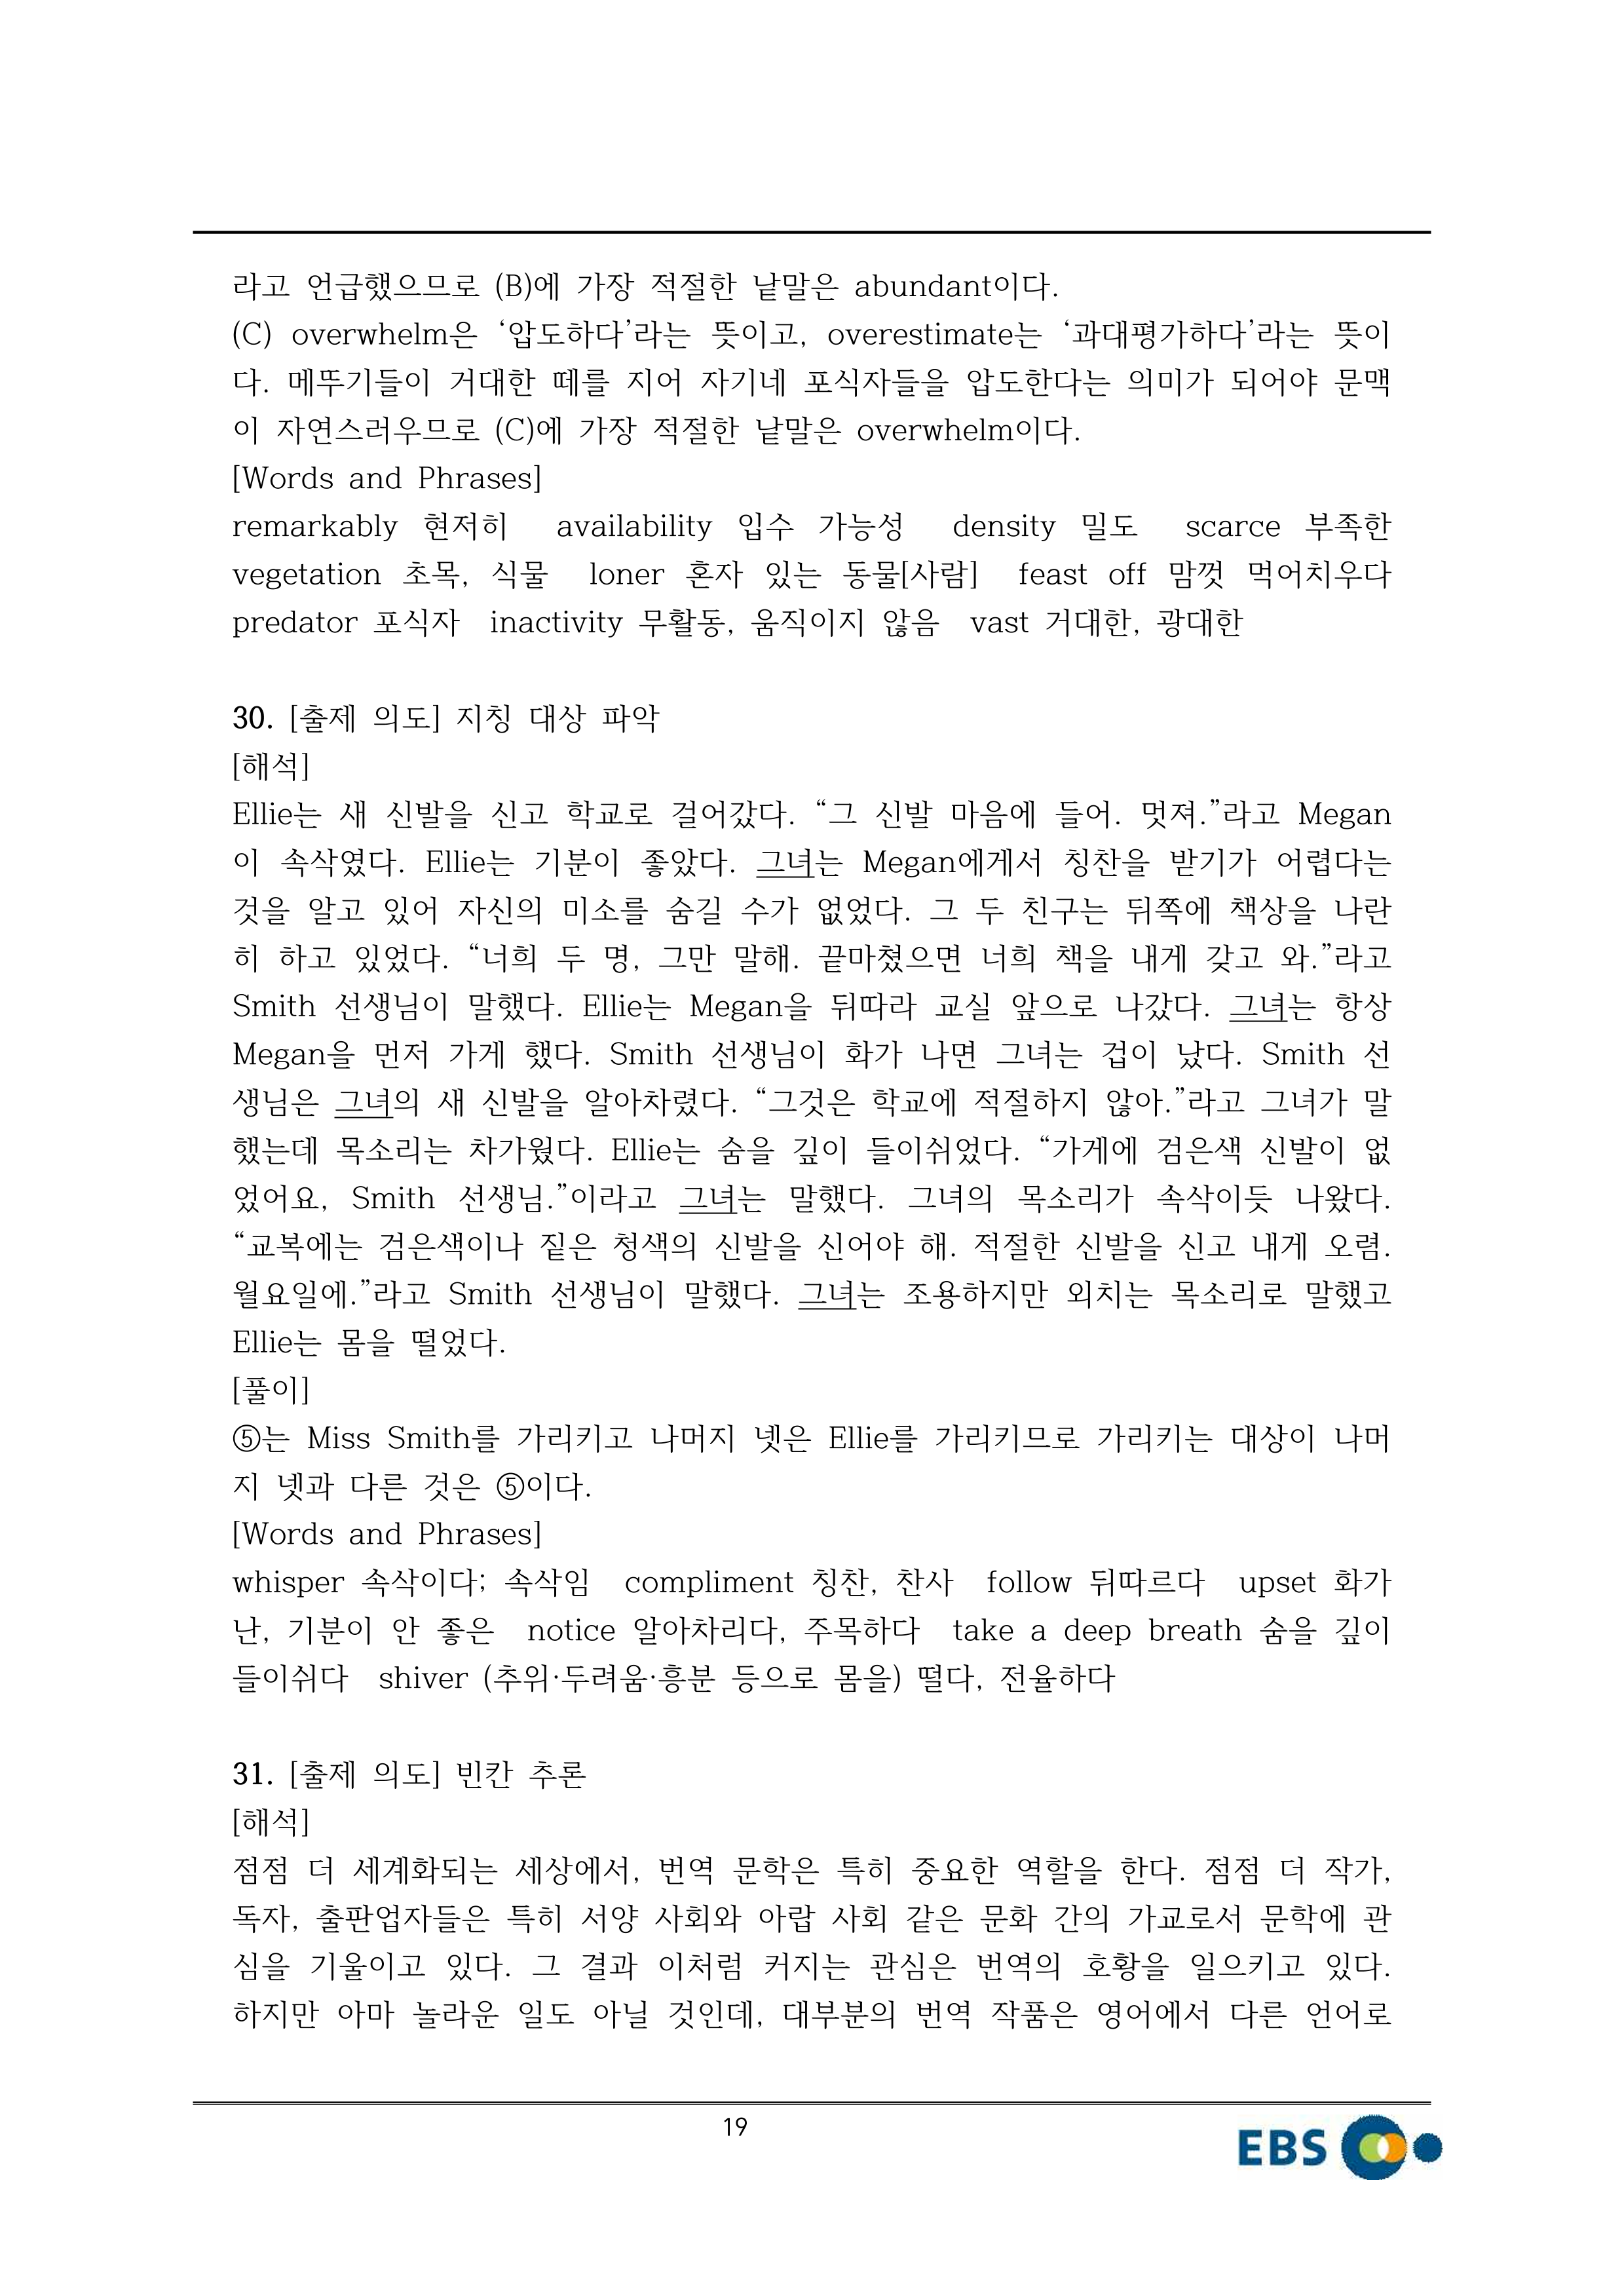 라고 언급했으므로 (B)에 가장 적절한 낱말은 abundant이다.
(C) overwhelm은 ‘압도하다’라는 뜻이고, overestimate는 ‘과대평가하다’라는 뜻이
다. 메뚜기들이 거대한 떼를 지어 자기네 포식자들을 압도한다는 의미가 되어야 문맥
이 자연스러우므로 (C)에 가장 적절한 낱말은 overwhelm이다.
[Words and Phrases]
remarkably 현저히 availability 입수 가능성 density 밀도 scarce 부족한
vegetation 초목, 식물 loner 혼자 있는 동물[사람] feast off 맘껏 먹어치우다
predator 포식자 inactivity 무활동, 움직이지 않음 vast 거대한, 광대한
30. [출제 의도] 지칭 대상 파악
[해석]
Ellie는 새 신발을 신고 학교로 걸어갔다. “그 신발 마음에 들어. 멋져.”라고 Megan
이 속삭였다. Ellie는 기분이 좋았다. 그녀는 Megan에게서 칭찬을 받기가 어렵다는
것을 알고 있어 자신의 미소를 숨길 수가 없었다. 그 두 친구는 뒤쪽에 책상을 나란
히 하고 있었다. “너희 두 명, 그만 말해. 끝마쳤으면 너희 책을 내게 갖고 와.”라고
Smith 선생님이 말했다. Ellie는 Megan을 뒤따라 교실 앞으로 나갔다. 그녀는 항상
Megan을 먼저 가게 했다. Smith 선생님이 화가 나면 그녀는 겁이 났다. Smith 선
생님은 그녀의 새 신발을 알아차렸다. “그것은 학교에 적절하지 않아.”라고 그녀가 말
했는데 목소리는 차가웠다. Ellie는 숨을 깊이 들이쉬었다. “가게에 검은색 신발이 없
었어요, Smith 선생님.”이라고 그녀는 말했다. 그녀의 목소리가 속삭이듯 나왔다.
“교복에는 검은색이나 짙은 청색의 신발을 신어야 해. 적절한 신발을 신고 내게 오렴.
월요일에.”라고 Smith 선생님이 말했다. 그녀는 조용하지만 외치는 목소리로 말했고
Ellie는 몸을 떨었다.
[풀이]
⑤는 Miss Smith를 가리키고 나머지 넷은 Ellie를 가리키므로 가리키는 대상이 나머
지 넷과 다른 것은 ⑤이다.
[Words and Phrases]
whisper 속삭이다; 속삭임 compliment 칭찬, 찬사 follow 뒤따르다 upset 화가
난, 기분이 안 좋은 notice 알아차리다, 주목하다 take a deep breath 숨을 깊이
들이쉬다 shiver (추위·두려움·흥분 등으로 몸을) 떨다, 전율하다
31. [출제 의도] 빈칸 추론
[해석]
점점 더 세계화되는 세상에서, 번역 문학은 특히 중요한 역할을 한다. 점점 더 작가,
독자, 출판업자들은 특히 서양 사회와 아랍 사회 같은 문화 간의 가교로서 문학에 관
심을 기울이고 있다. 그 결과 이처럼 커지는 관심은 번역의 호황을 일으키고 있다.
하지만 아마 놀라운 일도 아닐 것인데, 대부분의 번역 작품은 영어에서 다른 언어로
19
EBS